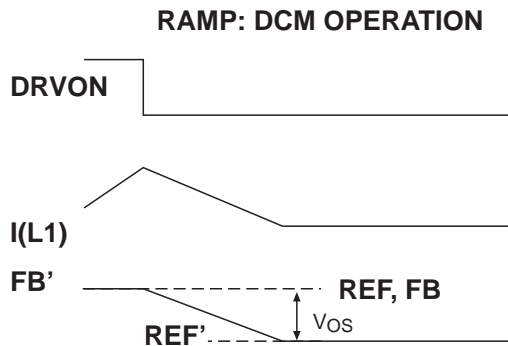 RAMP: DCM OPERATION
DRVON
I(L1)
FB’
REF, FB
VOS
REF’